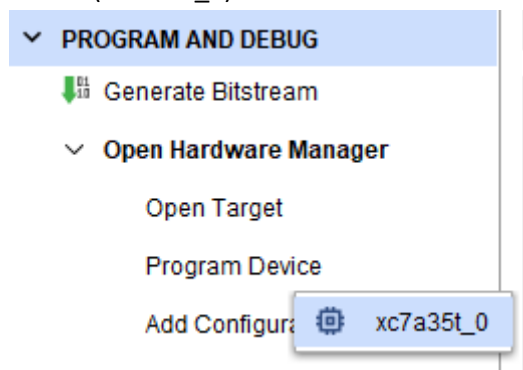 PROGRAM AND DEBUG
Generate Bitstream
Open Hardware Manager
Open Target
Program Device
Add Configura
xc7a35t_0